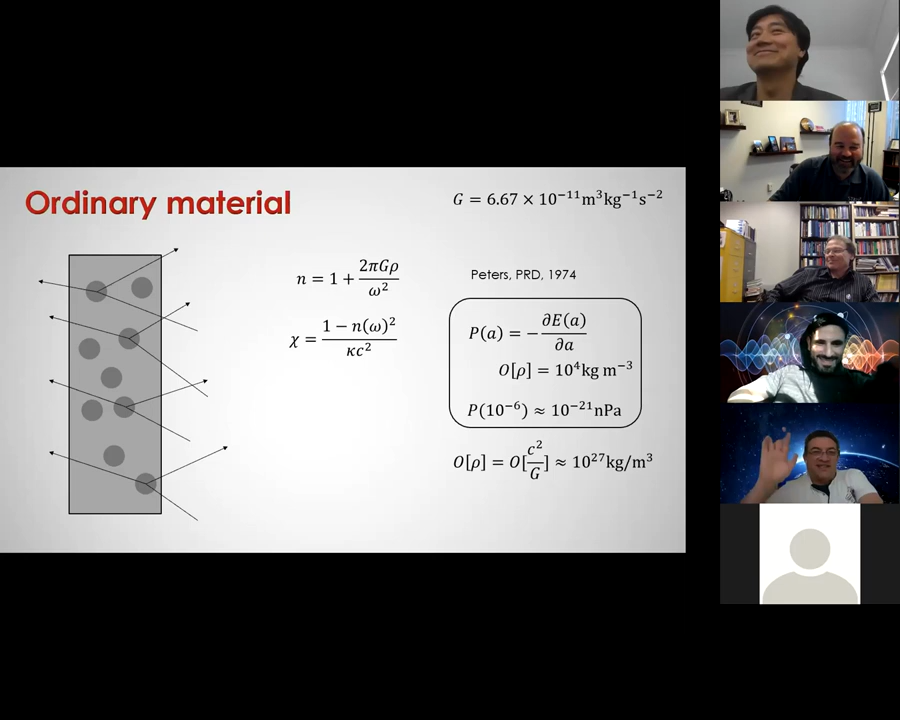 Ordinary material
G = 6.67 × 10⁻¹¹m³kg⁻¹s⁻²
n = 1 + 2πGρ/ω²
χ = (1 − n(ω)²)/(κc²)
Peters, PRD, 1974
P(a) = − ∂E(a)/∂a
O[ρ] = 10⁴kg m⁻³
P(10⁻⁶) ≈ 10⁻²¹nPa
O[ρ] = O[c²/G] ≈ 10²⁷kg/m³